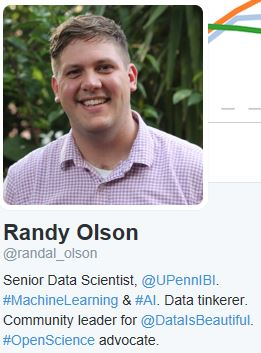 Randy Olson
@randal_olson
Senior Data Scientist, @UPennIBI.
#MachineLearning & #AI. Data tinkerer.
Community leader for @DataIsBeautiful.
#OpenScience advocate.